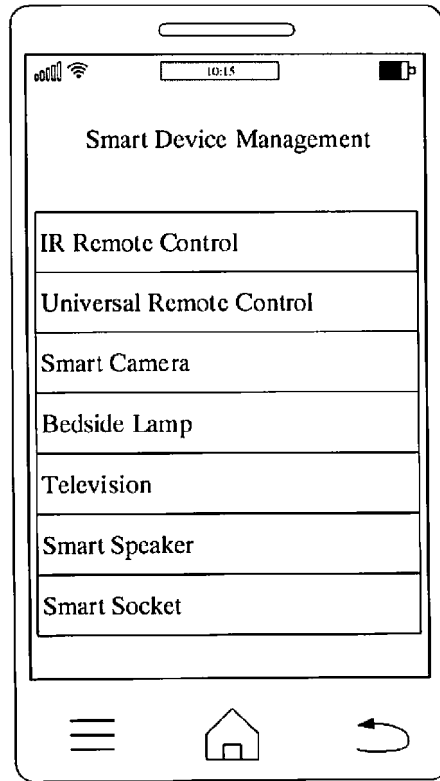 10:15
Smart Device Management
IR Remote Control
Universal Remote Control
Smart Camera
Bedside Lamp
Television
Smart Speaker
Smart Socket